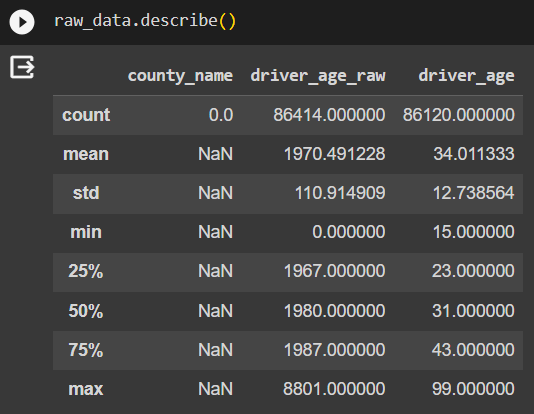 raw_data.describe()
county_name driver_age_raw driver_age
count 0.0 86414.000000 86120.000000
mean NaN 1970.491228 34.011333
std NaN 110.914909 12.738564
min NaN 0.000000 15.000000
25% NaN 1967.000000 23.000000
50% NaN 1980.000000 31.000000
75% NaN 1987.000000 43.000000
max NaN 8801.000000 99.000000